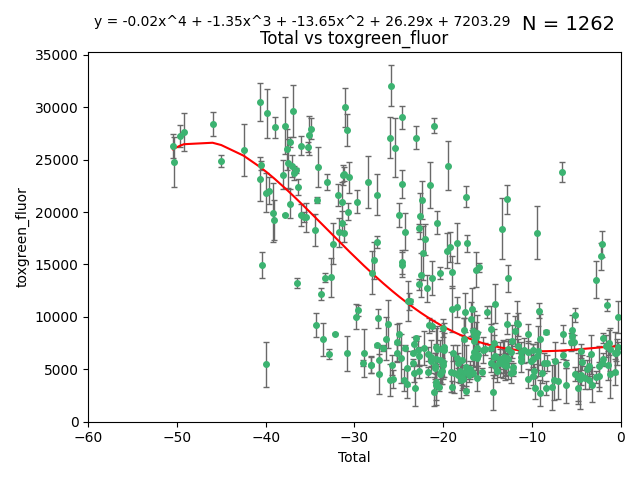 y = -0.02x^4 + -1.35x^3 + -13.65x^2 + 26.29x + 7203.29 N = 1262
Total vs toxgreen_fluor
35000
30000
25000
20000
15000
10000
5000
0
toxgreen_fluor
−60 −50 −40 −30 −20 −10 0
Total